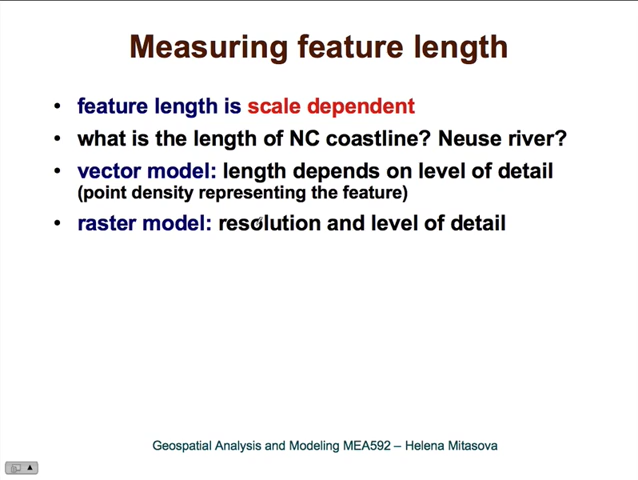 Measuring feature length
• feature length is scale dependent
• what is the length of NC coastline? Neuse river?
• vector model: length depends on level of detail
(point density representing the feature)
• raster model: resolution and level of detail
Geospatial Analysis and Modeling MEA592 – Helena Mitasova